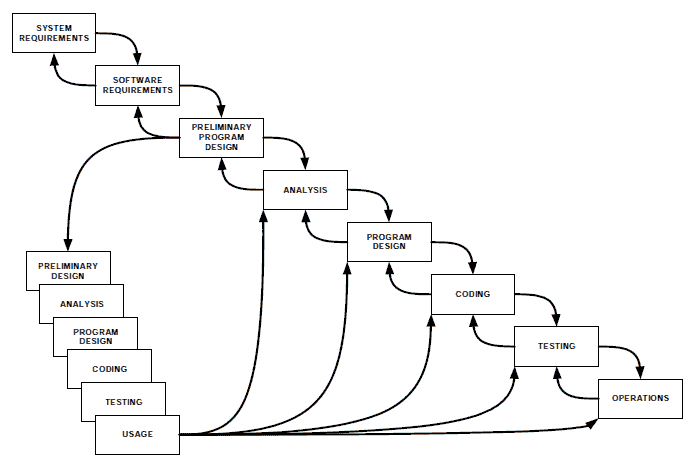 SYSTEM
REQUIREMENTS
SOFTWARE
REQUIREMENTS
PRELIMINARY
PROGRAM
DESIGN
ANALYSIS
PROGRAM
DESIGN
CODING
TESTING
OPERATIONS
PRELIMINARY
DESIGN
ANALYSIS
PROGRAM
DESIGN
CODING
TESTING
USAGE